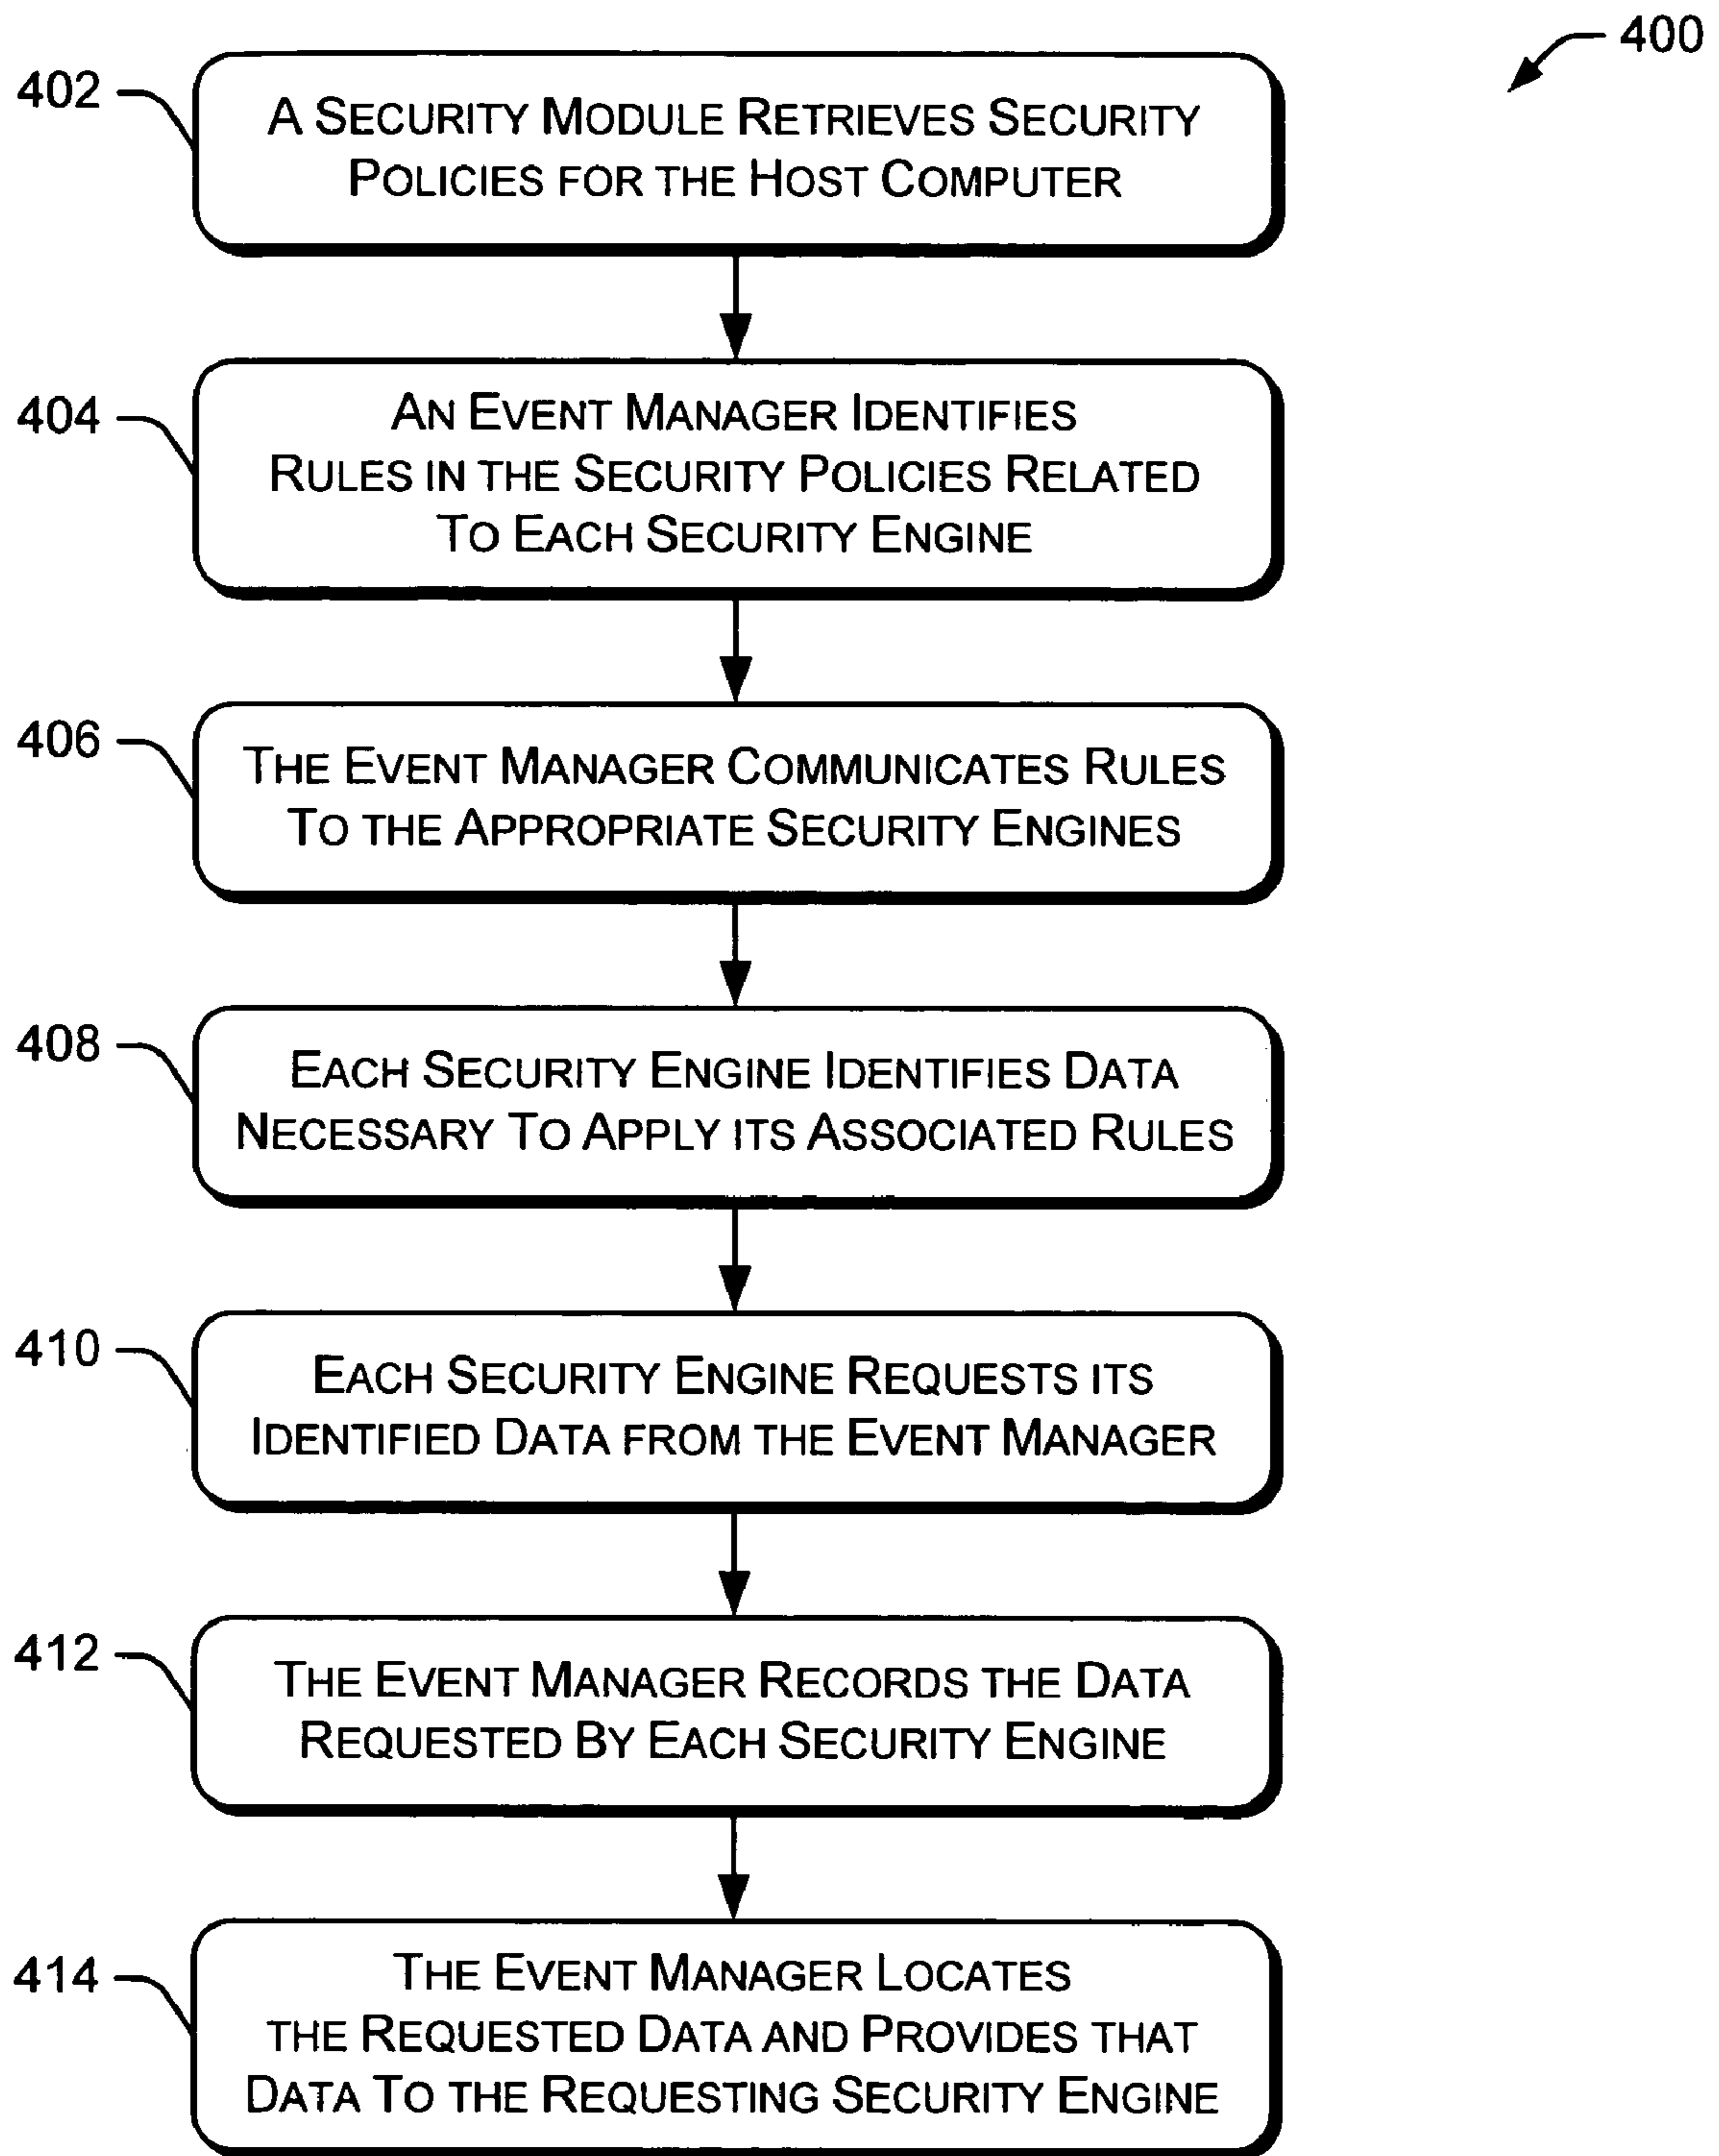 400
402
A SECURITY MODULE RETRIEVES SECURITY
POLICIES FOR THE HOST COMPUTER
404
AN EVENT MANAGER IDENTIFIES
RULES IN THE SECURITY POLICIES RELATED
TO EACH SECURITY ENGINE
406
THE EVENT MANAGER COMMUNICATES RULES
TO THE APPROPRIATE SECURITY ENGINES
408
EACH SECURITY ENGINE IDENTIFIES DATA
NECESSARY TO APPLY ITS ASSOCIATED RULES
410
EACH SECURITY ENGINE REQUESTS ITS
IDENTIFIED DATA FROM THE EVENT MANAGER
412
THE EVENT MANAGER RECORDS THE DATA
REQUESTED BY EACH SECURITY ENGINE
414
THE EVENT MANAGER LOCATES
THE REQUESTED DATA AND PROVIDES THAT
DATA TO THE REQUESTING SECURITY ENGINE